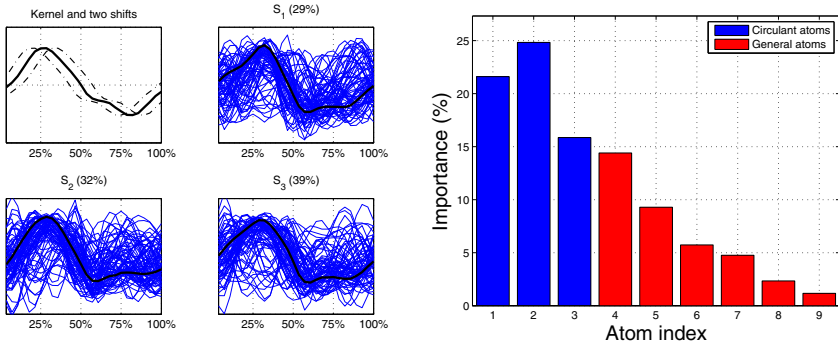 Kernel and two shifts
25% 50% 75% 100%
S1 (29%)
25% 50% 75% 100%
S2 (32%)
25% 50% 75% 100%
S3 (39%)
25% 50% 75% 100%
Circulant atoms
General atoms
Importance (%)
25
20
15
10
5
0
1 2 3 4 5 6 7 8 9
Atom index